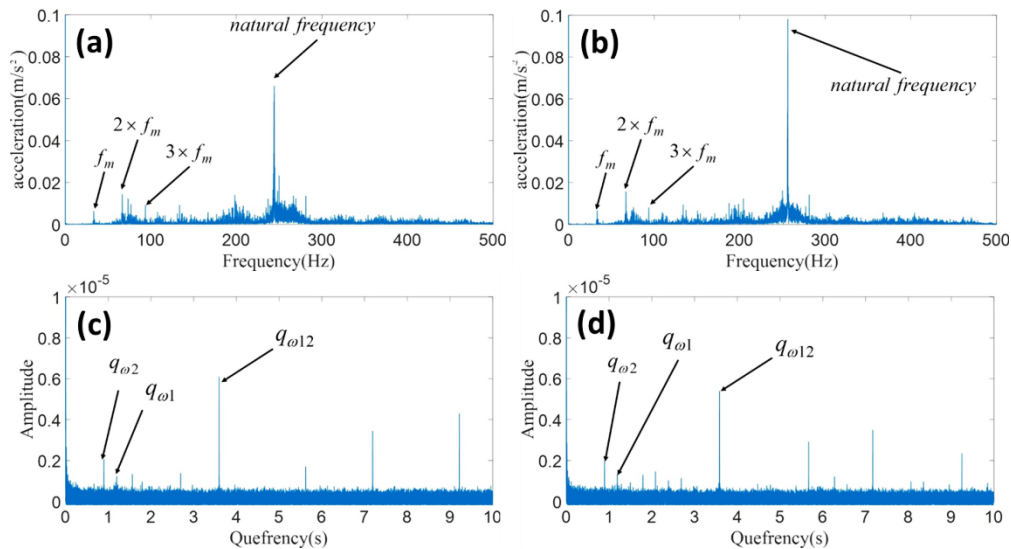 (a)
natural frequency
acceleration(m/s²)
0.1
0.08
0.06
0.04
0.02
0
f_m
2 × f_m
3 × f_m
0 100 200 300 400 500
Frequency(Hz)
(b)
natural frequency
acceleration(m/s⁻²)
0.1
0.08
0.06
0.04
0.02
0
f_m
2 × f_m
3 × f_m
0 100 200 300 400 500
Frequency(Hz)
(c)
×10⁻⁵
Amplitude
1
0.8
0.6
0.4
0.2
0
q_ω2
q_ω1
q_ω12
0 1 2 3 4 5 6 7 8 9 10
Quefrency(s)
(d)
×10⁻⁵
Amplitude
1
0.8
0.6
0.4
0.2
0
q_ω2
q_ω1
q_ω12
0 1 2 3 4 5 6 7 8 9 10
Quefrency(s)